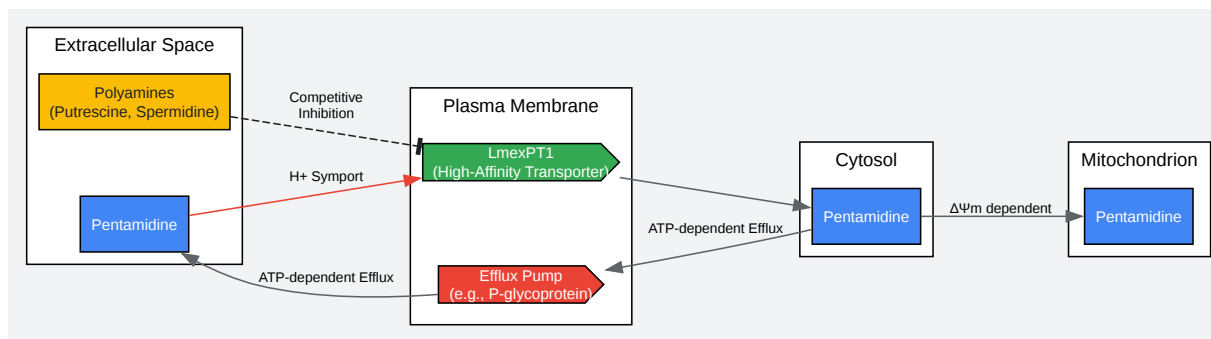 Extracellular Space
Polyamines
(Putrescine, Spermidine)
Pentamidine
Competitive
Inhibition
H+ Symport
ATP-dependent Efflux
Plasma Membrane
LmexPT1
(High-Affinity Transporter)
Efflux Pump
(e.g., P-glycoprotein)
ATP-dependent Efflux
Cytosol
Pentamidine
ΔΨm dependent
Mitochondrion
Pentamidine